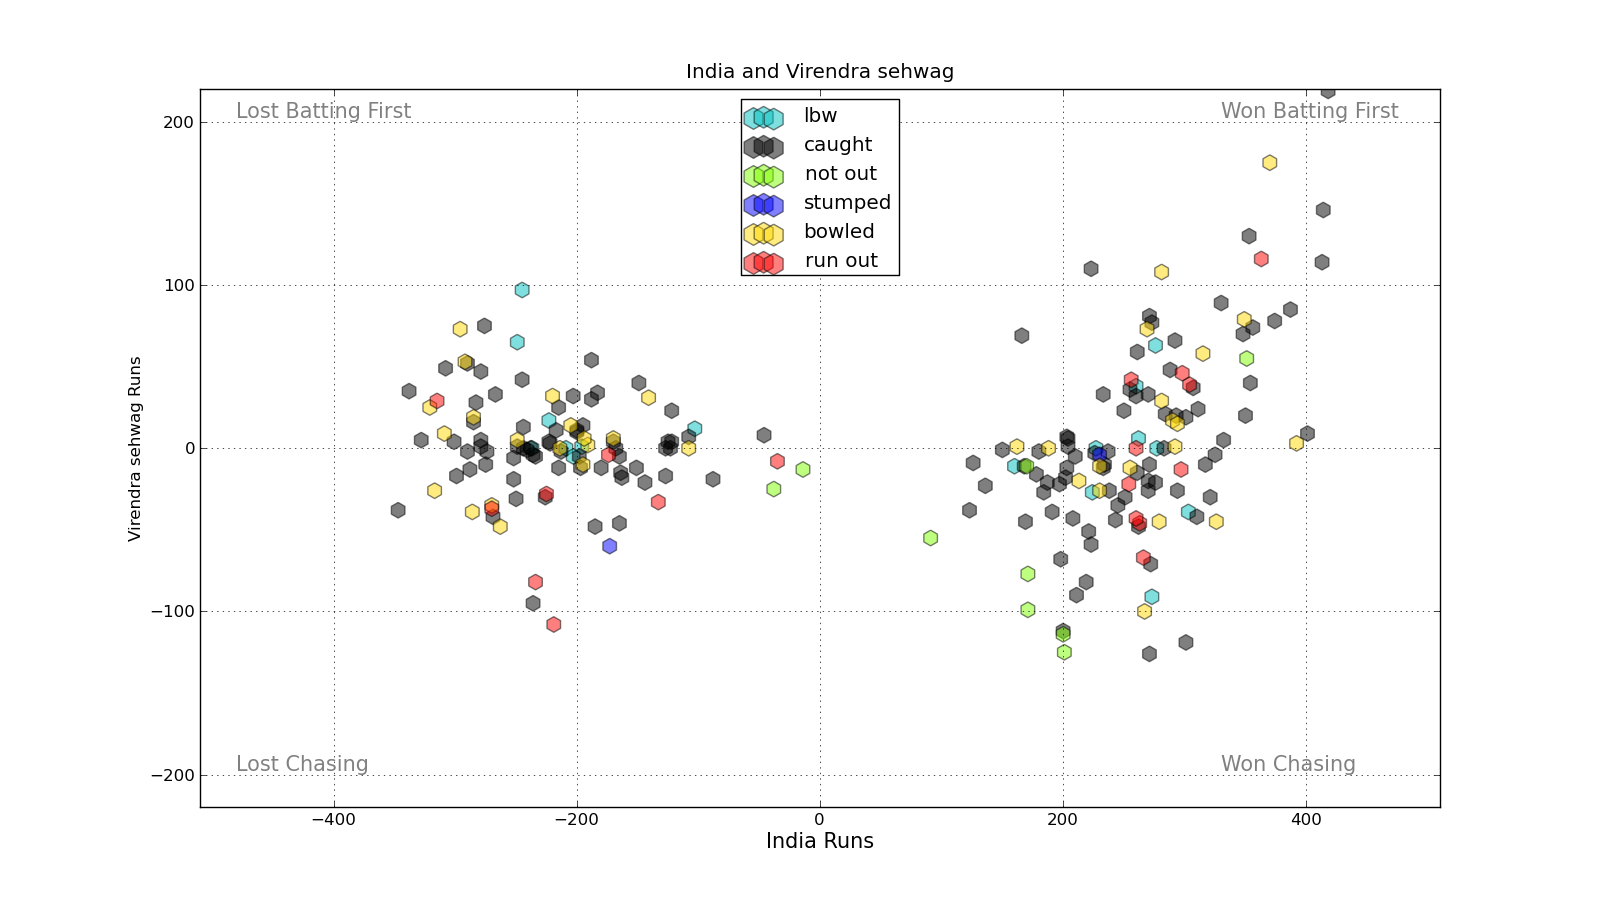 India and Virendra sehwag
Lost Batting First
Won Batting First
lbw
caught
not out
stumped
bowled
run out
200
100
0
−100
−200
Virendra sehwag Runs
Lost Chasing
Won Chasing
−400
−200
0
200
400
India Runs